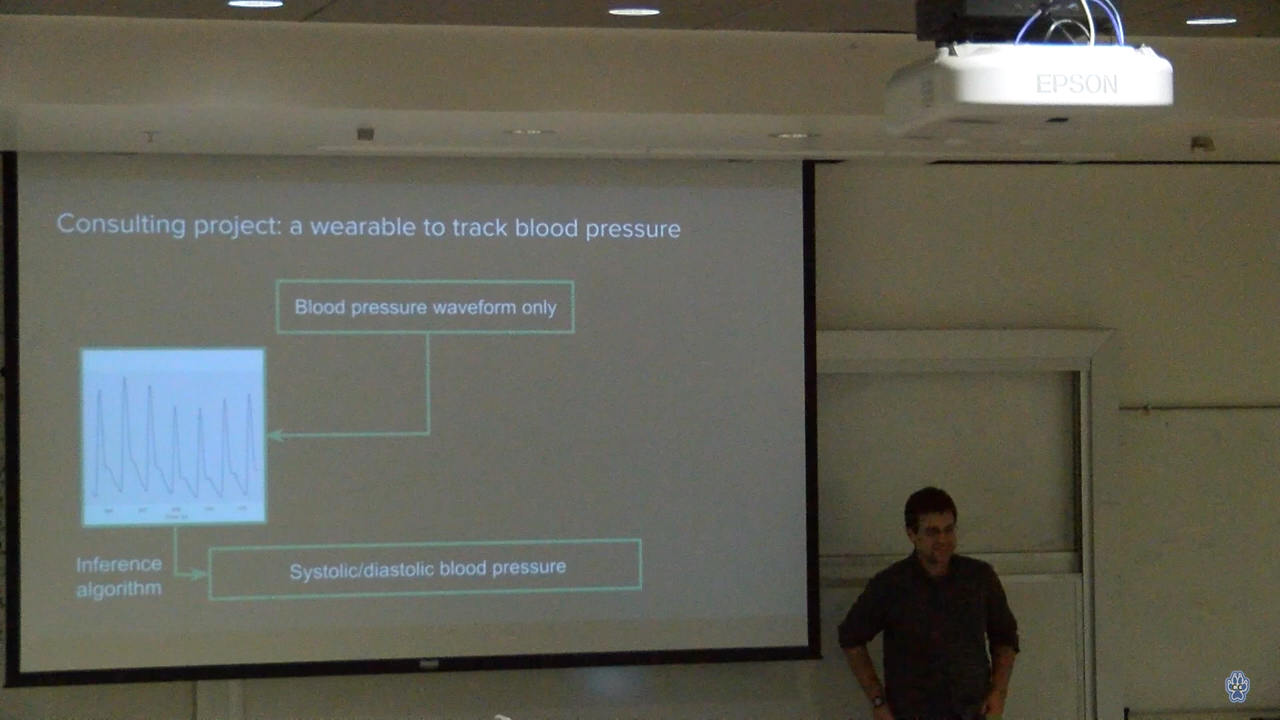 EPSON
Consulting project: a wearable to track blood pressure
Blood pressure waveform only
Inference
algorithm
Systolic/diastolic blood pressure